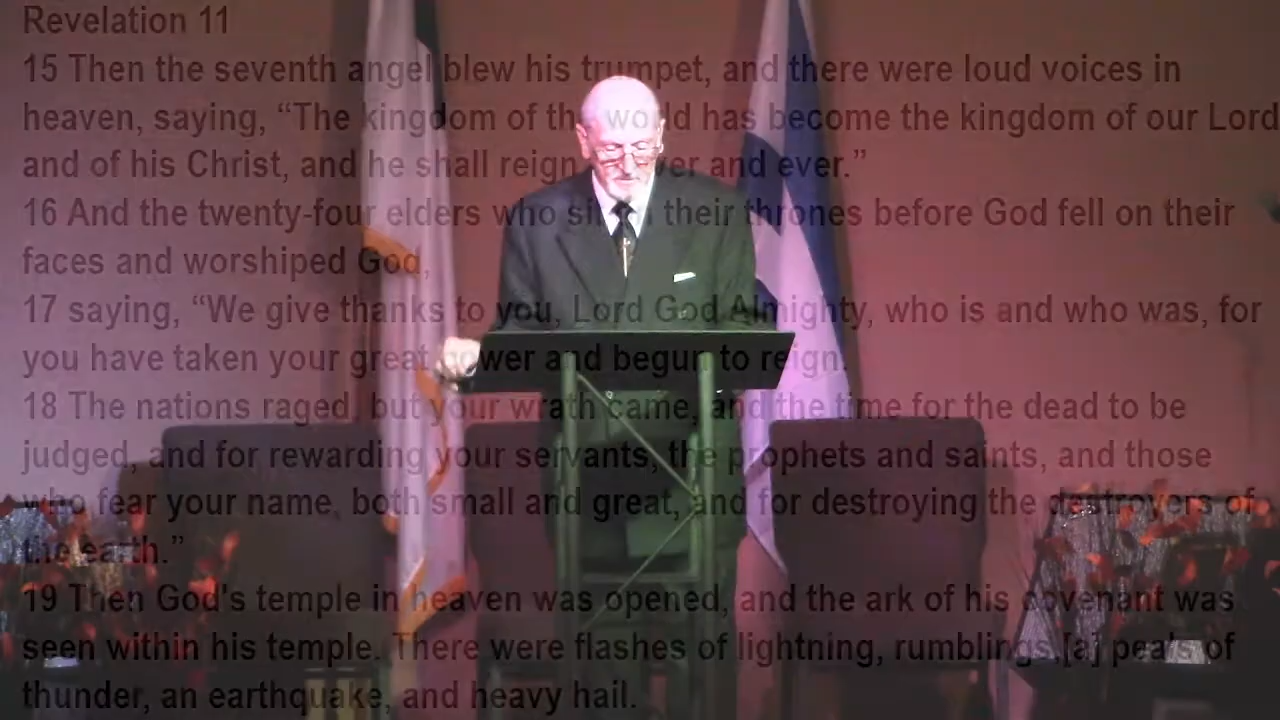 Revelation 11
15 Then the seventh angel blew his trumpet, and there were loud voices in
heaven, saying, “The kingdom of the world has become the kingdom of our Lord
and of his Christ, and he shall reign forever and ever.”
16 And the twenty-four elders who sit on their thrones before God fell on their
faces and worshiped God,
17 saying, “We give thanks to you, Lord God Almighty, who is and who was, for
you have taken your great power and begun to reign.
18 The nations raged, but your wrath came, and the time for the dead to be
judged, and for rewarding your servants, the prophets and saints, and those
who fear your name, both small and great, and for destroying the destroyers of
the earth.”
19 Then God's temple in heaven was opened, and the ark of his covenant was
seen within his temple. There were flashes of lightning, rumblings,[a] peals of
thunder, an earthquake, and heavy hail.